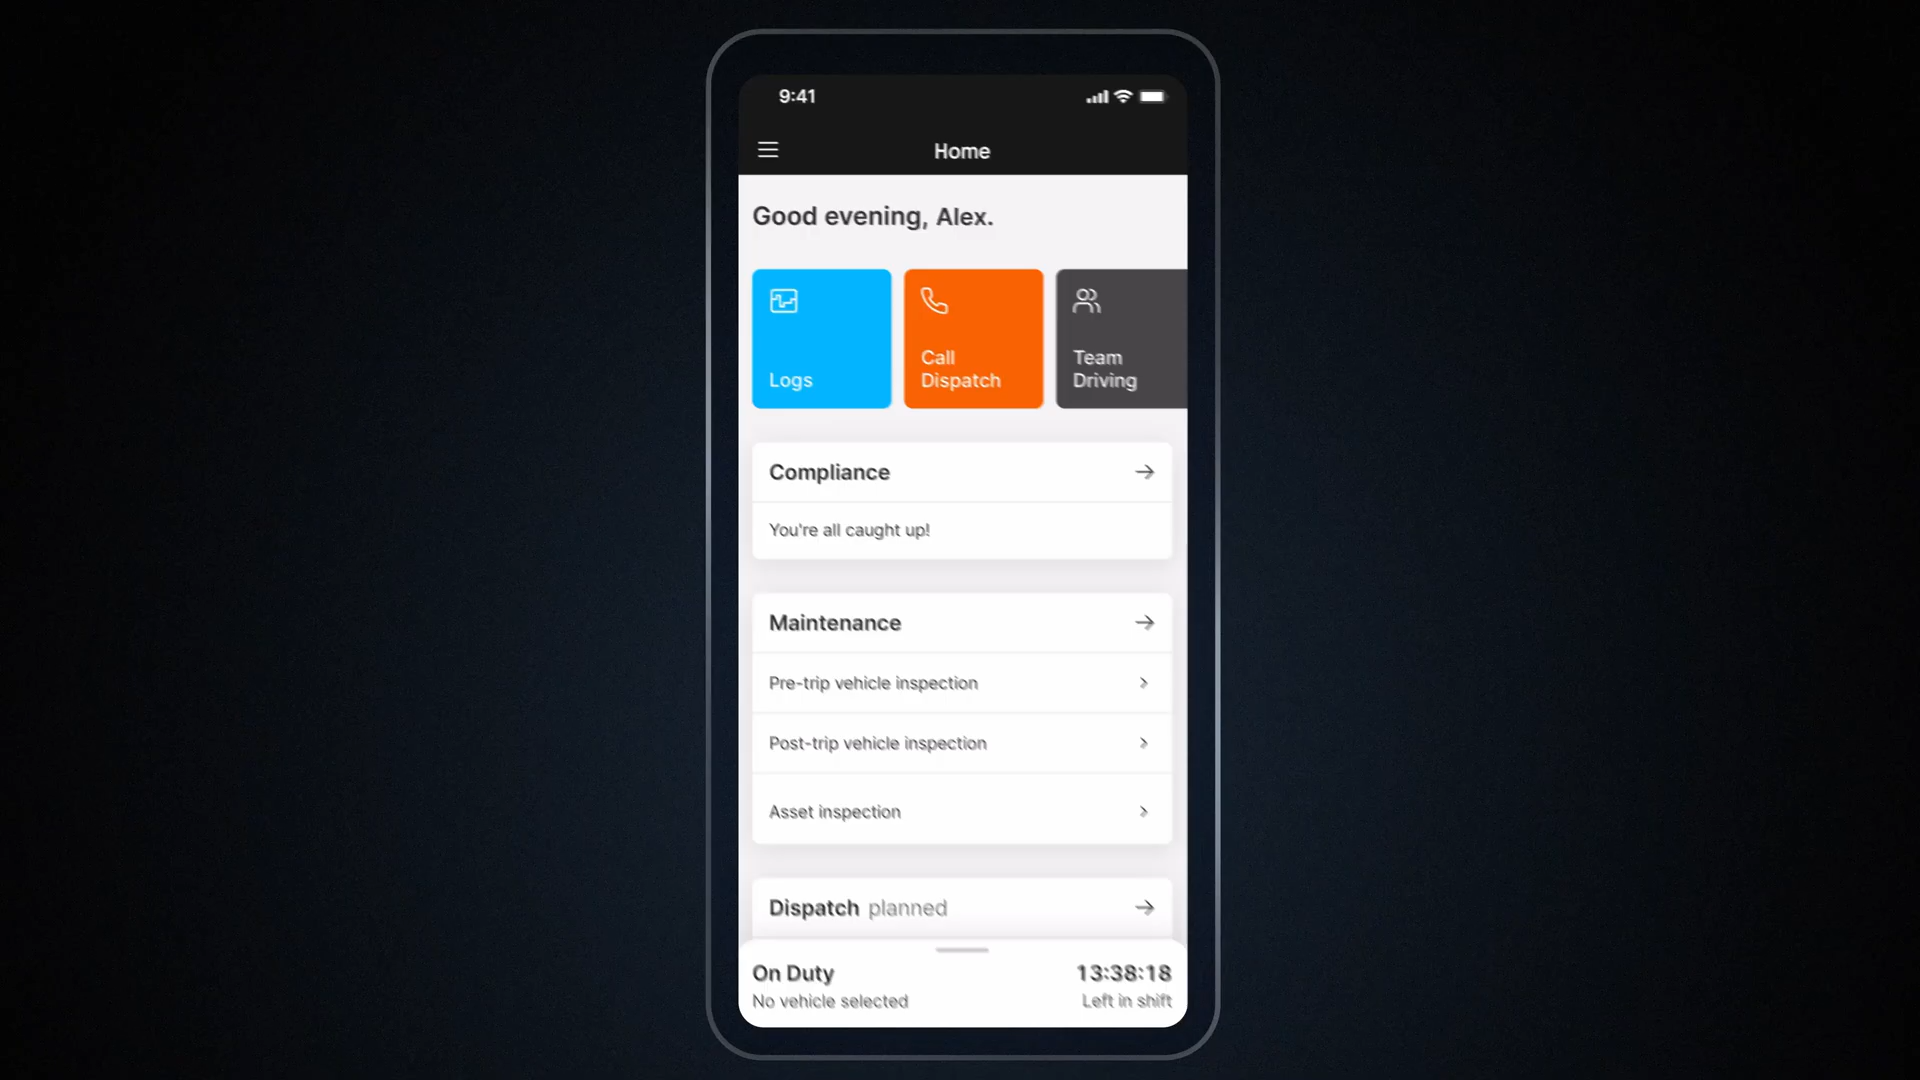 9:41
Home
Good evening, Alex.
Logs
Call
Dispatch
Team
Driving
Compliance
You're all caught up!
Maintenance
Pre-trip vehicle inspection
Post-trip vehicle inspection
Asset inspection
Dispatch planned
On Duty
13:38:18
No vehicle selected
Left in shift